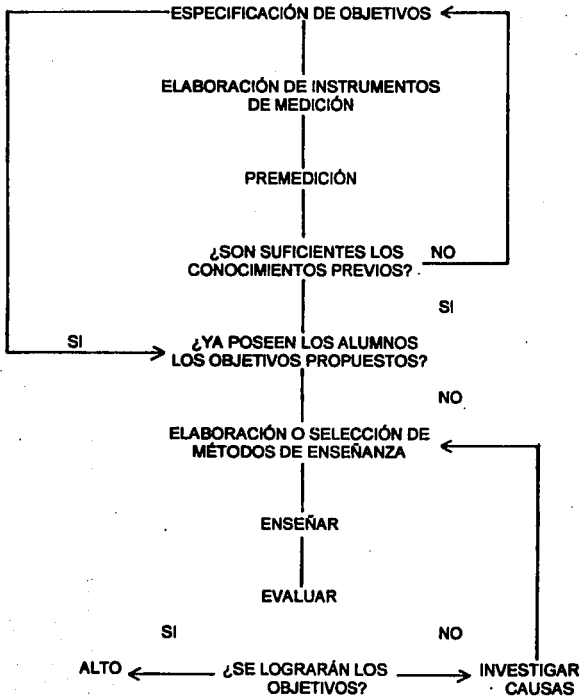 ESPECIFICACIÓN DE OBJETIVOS
ELABORACIÓN DE INSTRUMENTOS
DE MEDICIÓN
PREMEDICIÓN
¿SON SUFICIENTES LOS NO
CONOCIMIENTOS PREVIOS?
SI
SI ¿YA POSEEN LOS ALUMNOS
LOS OBJETIVOS PROPUESTOS?
NO
ELABORACIÓN O SELECCIÓN DE
MÉTODOS DE ENSEÑANZA
ENSEÑAR
EVALUAR
SI NO
ALTO ¿SE LOGRARÁN LOS INVESTIGAR
OBJETIVOS? CAUSAS